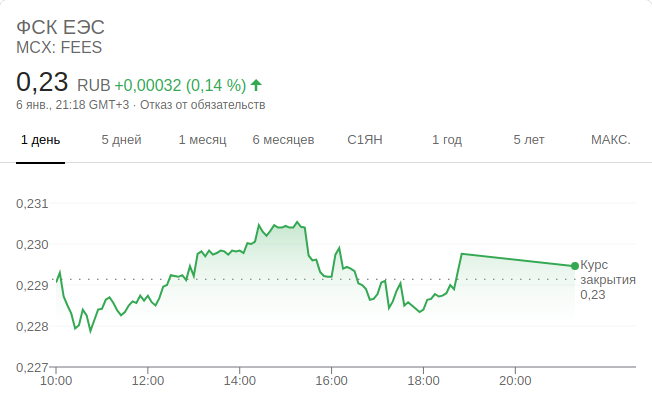 ФСК ЕЭС
MCX: FEES
0,23 RUB +0,00032 (0,14 %)
6 янв., 21:18 GMT+3 · Отказ от обязательств
1 день 5 дней 1 месяц 6 месяцев С1ЯН 1 год 5 лет МАКС.
0,231
0,230
0,229
0,228
0,227
Курс
закрытия
0,23
10:00 12:00 14:00 16:00 18:00 20:00